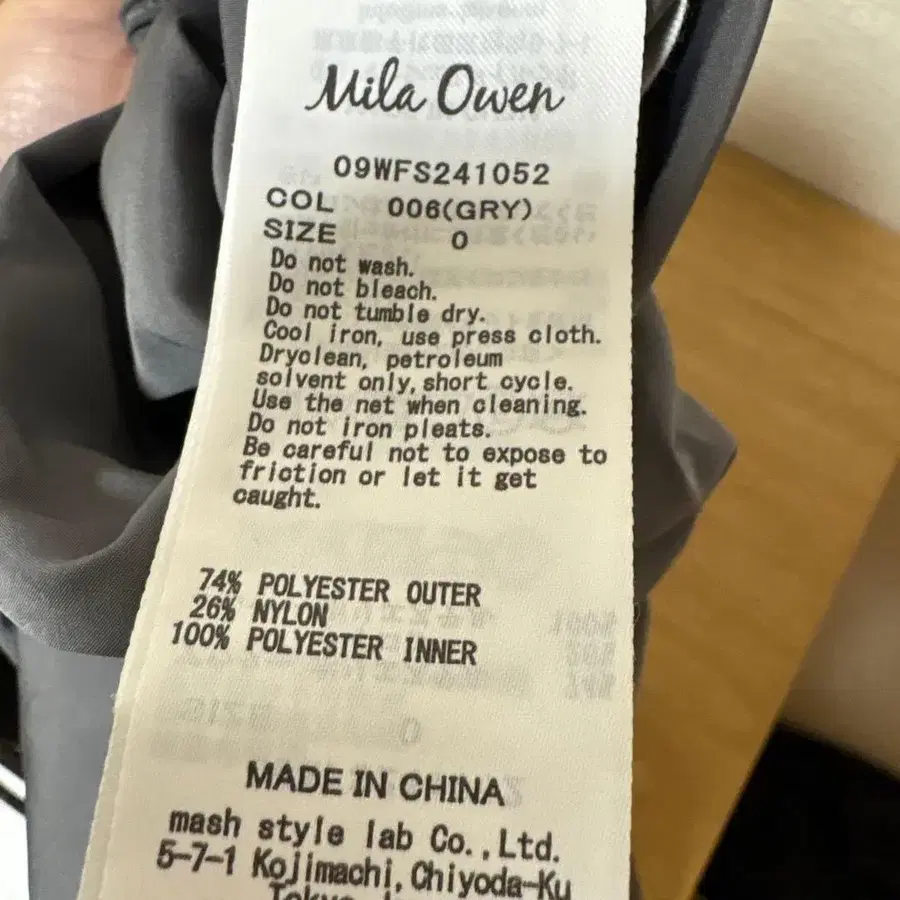 Mila Owen
09WFS241052
COL 006(GRY)
SIZE 0
Do not wash.
Do not bleach.
Do not tumble dry.
Cool iron, use press cloth.
Dryclean, petroleum
solvent only,short cycle.
Use the net when cleaning.
Do not iron pleats.
Be careful not to expose to
friction or let it get
caught.
74% POLYESTER OUTER
26% NYLON
100% POLYESTER INNER
MADE IN CHINA
mash style lab Co.,Ltd.
5-7-1 Kojimachi,Chiyoda-Ku